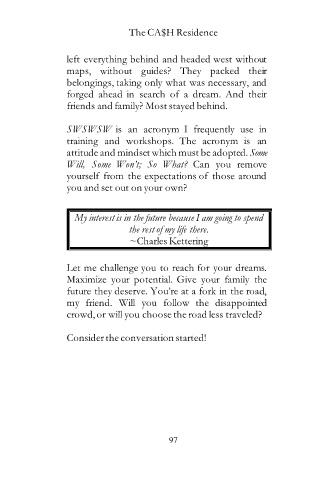 The CA$H Residence
left everything behind and headed west without
maps, without guides? They packed their
belongings, taking only what was necessary, and
forged ahead in search of a dream. And their
friends and family? Most stayed behind.
SWSWSW is an acronym I frequently use in
training and workshops. The acronym is an
attitude and mindset which must be adopted. Some
Will, Some Won't; So What? Can you remove
yourself from the expectations of those around
you and set out on your own?
My interest is in the future because I am going to spend
the rest of my life there.
~Charles Kettering
Let me challenge you to reach for your dreams.
Maximize your potential. Give your family the
future they deserve. You're at a fork in the road,
my friend. Will you follow the disappointed
crowd, or will you choose the road less traveled?
Consider the conversation started!
97